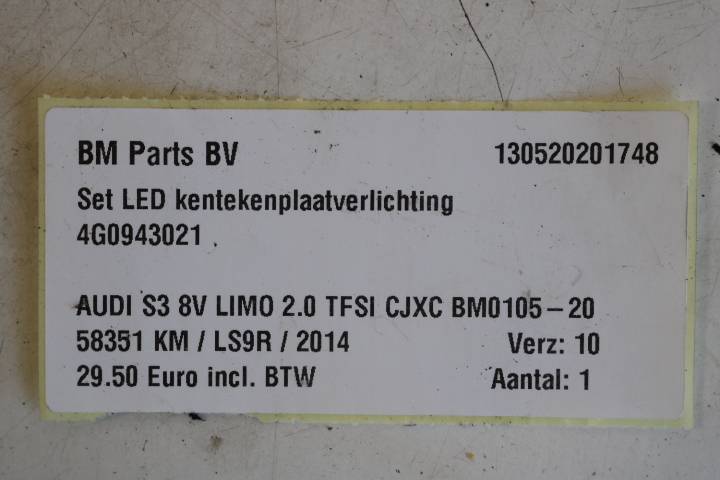 BM Parts BV 130520201748
Set LED kentekenplaatverlichting
4G0943021
AUDI S3 8V LIMO 2.0 TFSI CJXC BM0105-20
58351 KM / LS9R / 2014 Verz: 10
29.50 Euro incl. BTW Aantal: 1